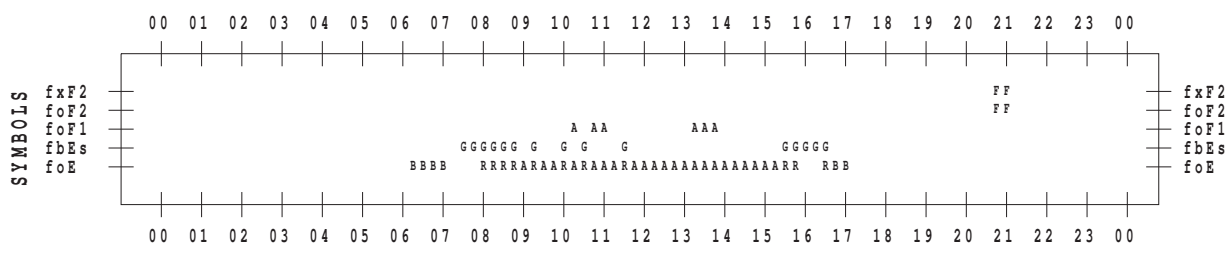 00 01 02 03 04 05 06 07 08 09 10 11 12 13 14 15 16 17 18 19 20 21 22 23 00
SYMBOLS
fxF2 FF fxF2
foF2 FF foF2
foF1 A AA AAA foF1
fbEs GGGGGG G G G G GGGGG fbEs
foE BBBB RRRRARAARARAAARAAAAAAAAAAAAAAARR RBB foE
00 01 02 03 04 05 06 07 08 09 10 11 12 13 14 15 16 17 18 19 20 21 22 23 00